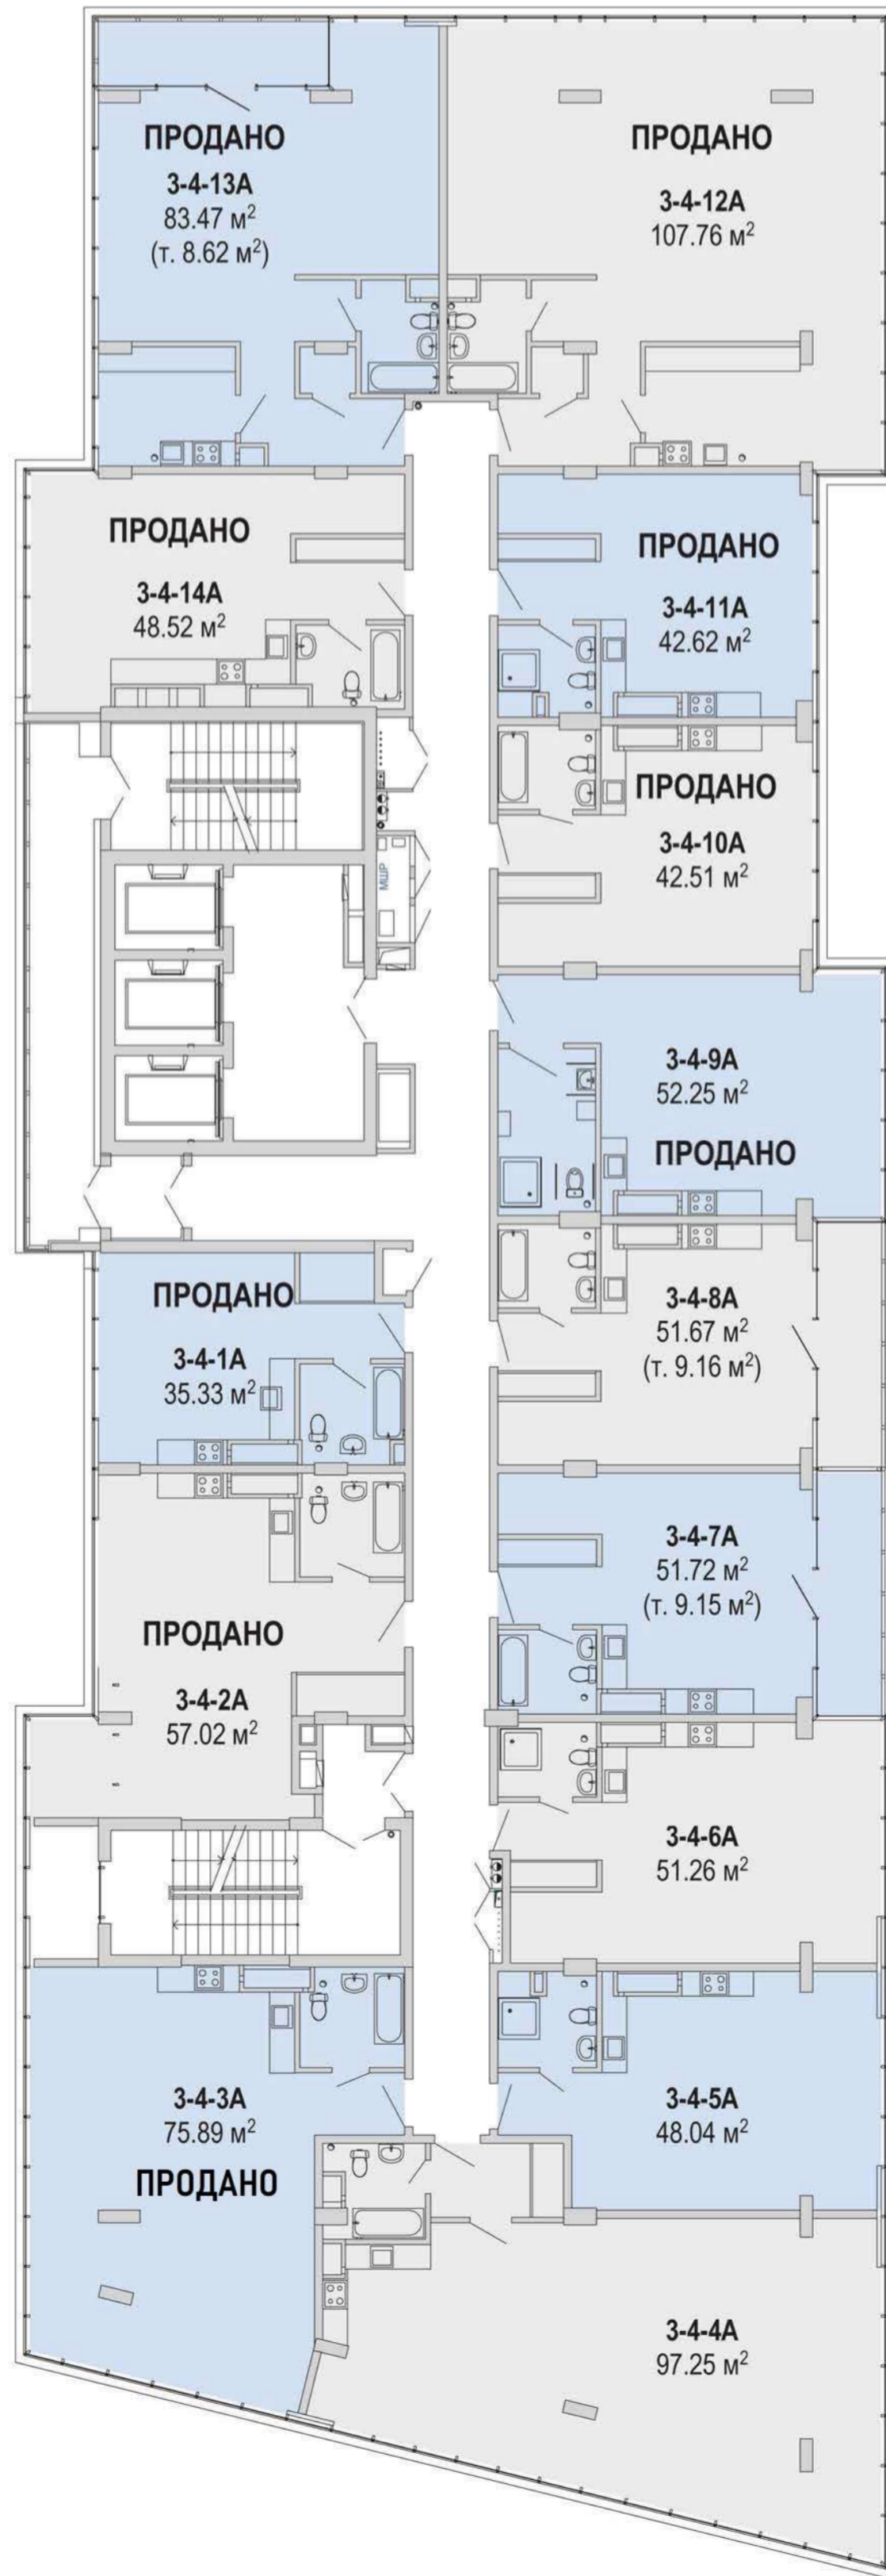 ПРОДАНО
3-4-13А
83.47 м²
(т. 8.62 м²)
ПРОДАНО
3-4-12А
107.76 м²
ПРОДАНО
3-4-14А
48.52 м²
ПРОДАНО
3-4-11А
42.62 м²
ПРОДАНО
3-4-10А
42.51 м²
МШР
3-4-9А
52.25 м²
ПРОДАНО
ПРОДАНО
3-4-1А
35.33 м²
3-4-8А
51.67 м²
(т. 9.16 м²)
3-4-7А
51.72 м²
(т. 9.15 м²)
ПРОДАНО
3-4-2А
57.02 м²
3-4-6А
51.26 м²
3-4-3А
75.89 м²
ПРОДАНО
3-4-5А
48.04 м²
3-4-4А
97.25 м²